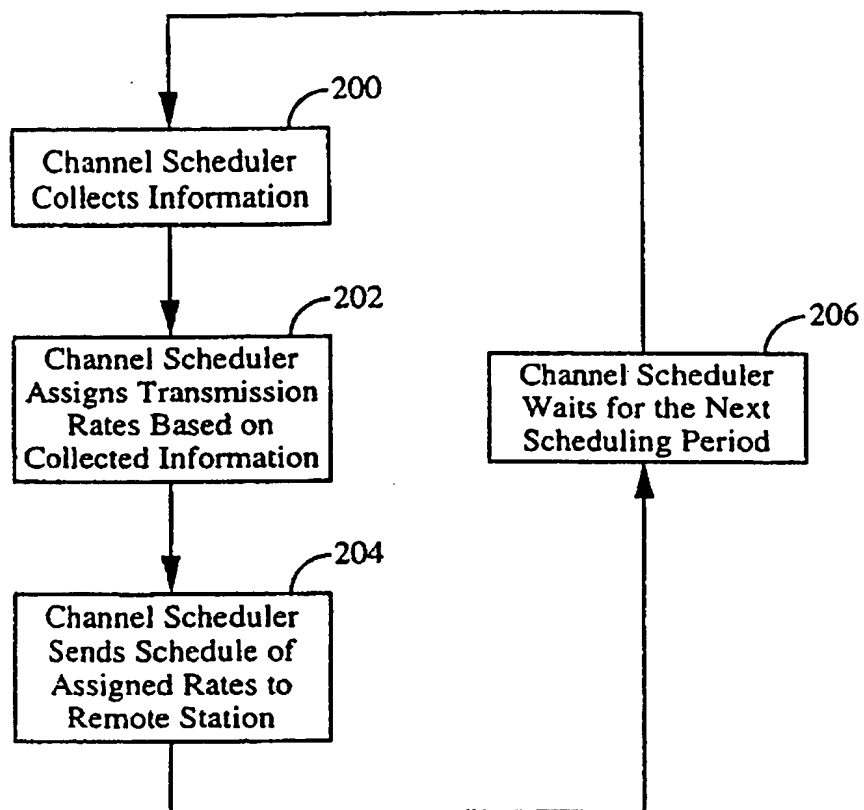 200
Channel Scheduler
Collects Information
202
Channel Scheduler
Assigns Transmission
Rates Based on
Collected Information
206
Channel Scheduler
Waits for the Next
Scheduling Period
204
Channel Scheduler
Sends Schedule of
Assigned Rates to
Remote Station